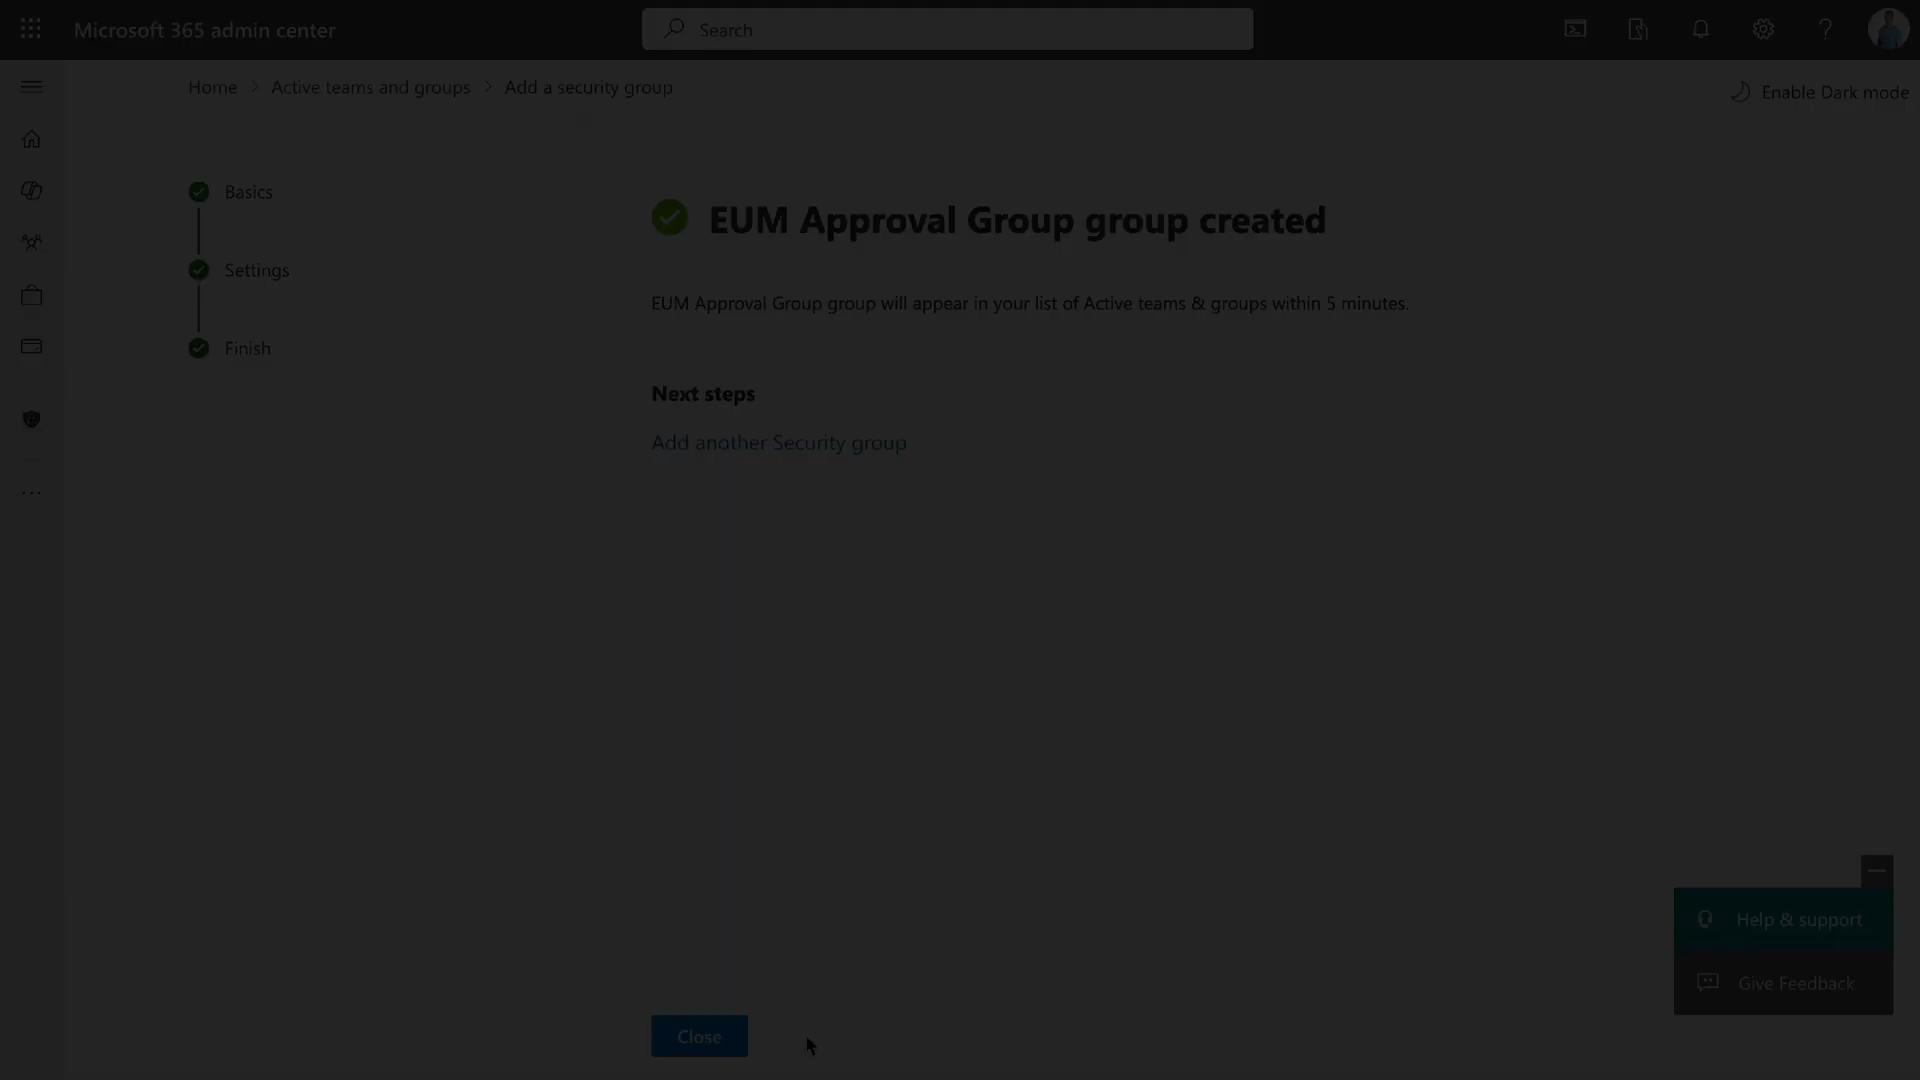 Microsoft 365 admin center
Search
Home > Active teams and groups > Add a security group
Enable Dark mode
Basics
Settings
Finish
EUM Approval Group group created
EUM Approval Group group will appear in your list of Active teams & groups within 5 minutes.
Next steps
Add another Security group
Help & support
Give Feedback
Close